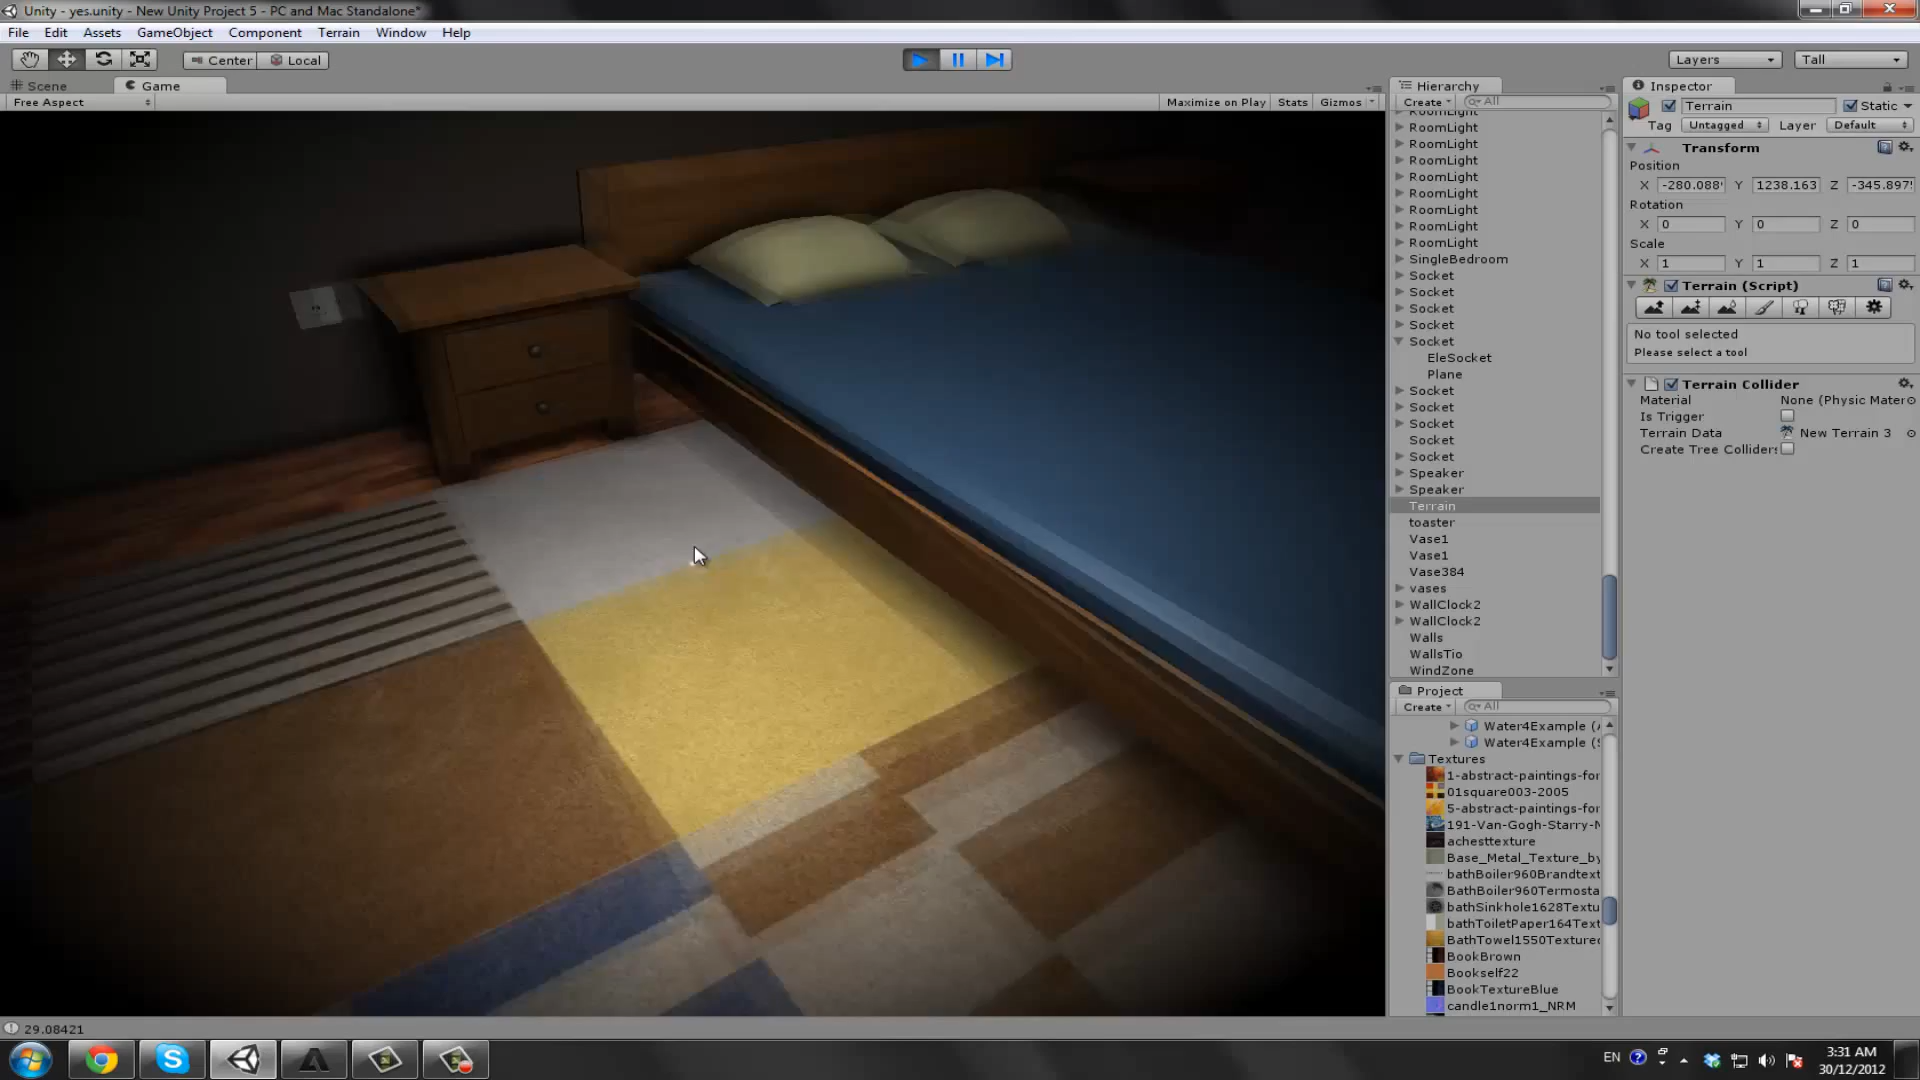 Unity - yes.unity - New Unity Project 5 - PC and Mac Standalone*
File Edit Assets GameObject Component Terrain Window Help
Center Local Layers Tall
Scene Game
Free Aspect Maximize on Play Stats Gizmos
Hierarchy
Create All
RoomLight
RoomLight
RoomLight
RoomLight
RoomLight
RoomLight
RoomLight
RoomLight
RoomLight
SingleBedroom
Socket
Socket
Socket
Socket
Socket
EleSocket
Plane
Socket
Socket
Socket
Socket
Socket
Speaker
Speaker
Terrain
toaster
Vase1
Vase1
Vase384
vases
WallClock2
WallClock2
Walls
WallsTio
WindZone
Project
Create All
Water4Example (
Water4Example (
Textures
1-abstract-paintings-for
01square003-2005
5-abstract-paintings-for
191-Van-Gogh-Starry-N
achesttexture
Base_Metal_Texture_by
bathBoiler960Brandtext
bathBoiler960Termosta
bathSinkhole1628Textu
bathToiletPaper164Text
BathTowel1550Texture
BookBrown
Bookself22
BookTextureBlue
candle1norm1_NRM
Inspector
Terrain Static
Tag Untagged Layer Default
Transform
Position
X -280.088 Y 1238.163 Z -345.897
Rotation
X 0 Y 0 Z 0
Scale
X 1 Y 1 Z 1
Terrain (Script)
No tool selected
Please select a tool
Terrain Collider
Material None (Physic Mater
Is Trigger
Terrain Data New Terrain 3
Create Tree Colliders
29.08421
EN 3:31 AM
30/12/2012